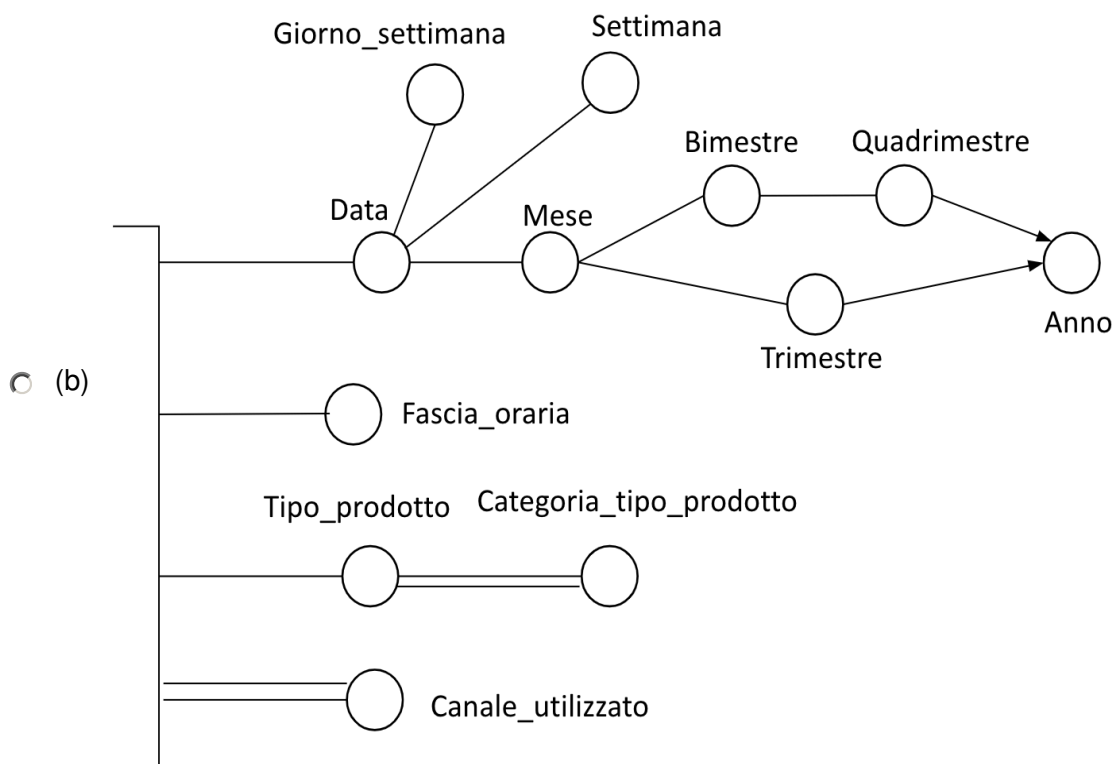 Giorno_settimana
Settimana
Bimestre
Quadrimestre
Data
Mese
Anno
Trimestre
(b)
Fascia_oraria
Tipo_prodotto
Categoria_tipo_prodotto
Canale_utilizzato